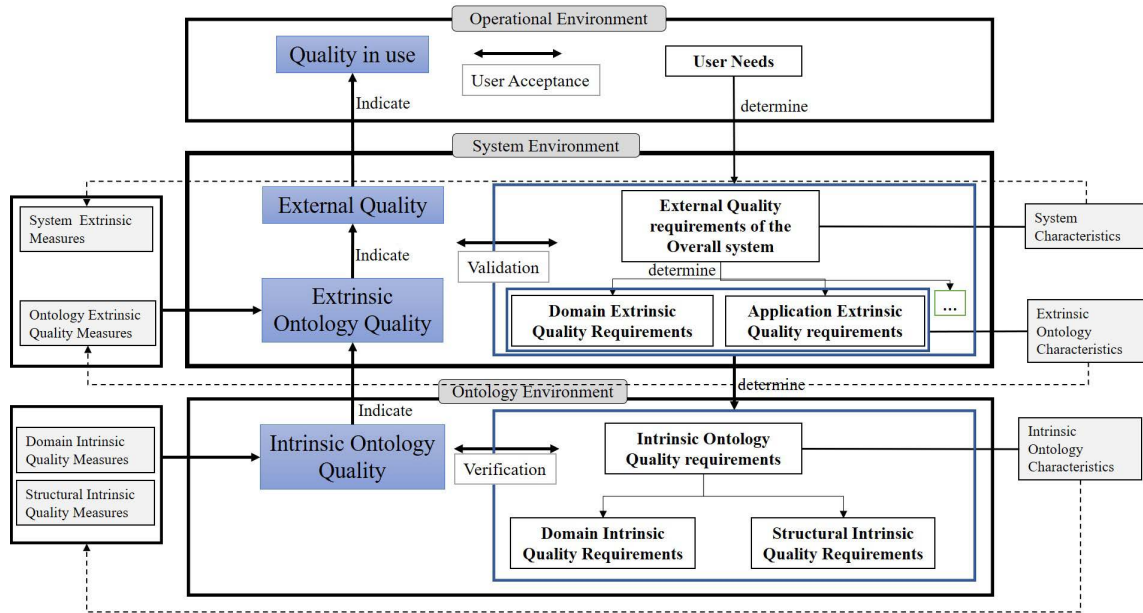 Operational Environment
Quality in use
User Acceptance
User Needs
Indicate
determine
System Environment
System Extrinsic
Measures
External Quality
External Quality
requirements of the
Overall system
System
Characteristics
Indicate
Validation
determine
Ontology Extrinsic
Quality Measures
Extrinsic
Ontology Quality
Domain Extrinsic
Quality Requirements
Application Extrinsic
Quality requirements
...
Extrinsic
Ontology
Characteristics
determine
Ontology Environment
Indicate
Domain Intrinsic
Quality Measures
Structural Intrinsic
Quality Measures
Intrinsic Ontology
Quality
Verification
Intrinsic Ontology
Quality requirements
Intrinsic
Ontology
Characteristics
Domain Intrinsic
Quality Requirements
Structural Intrinsic
Quality Requirements